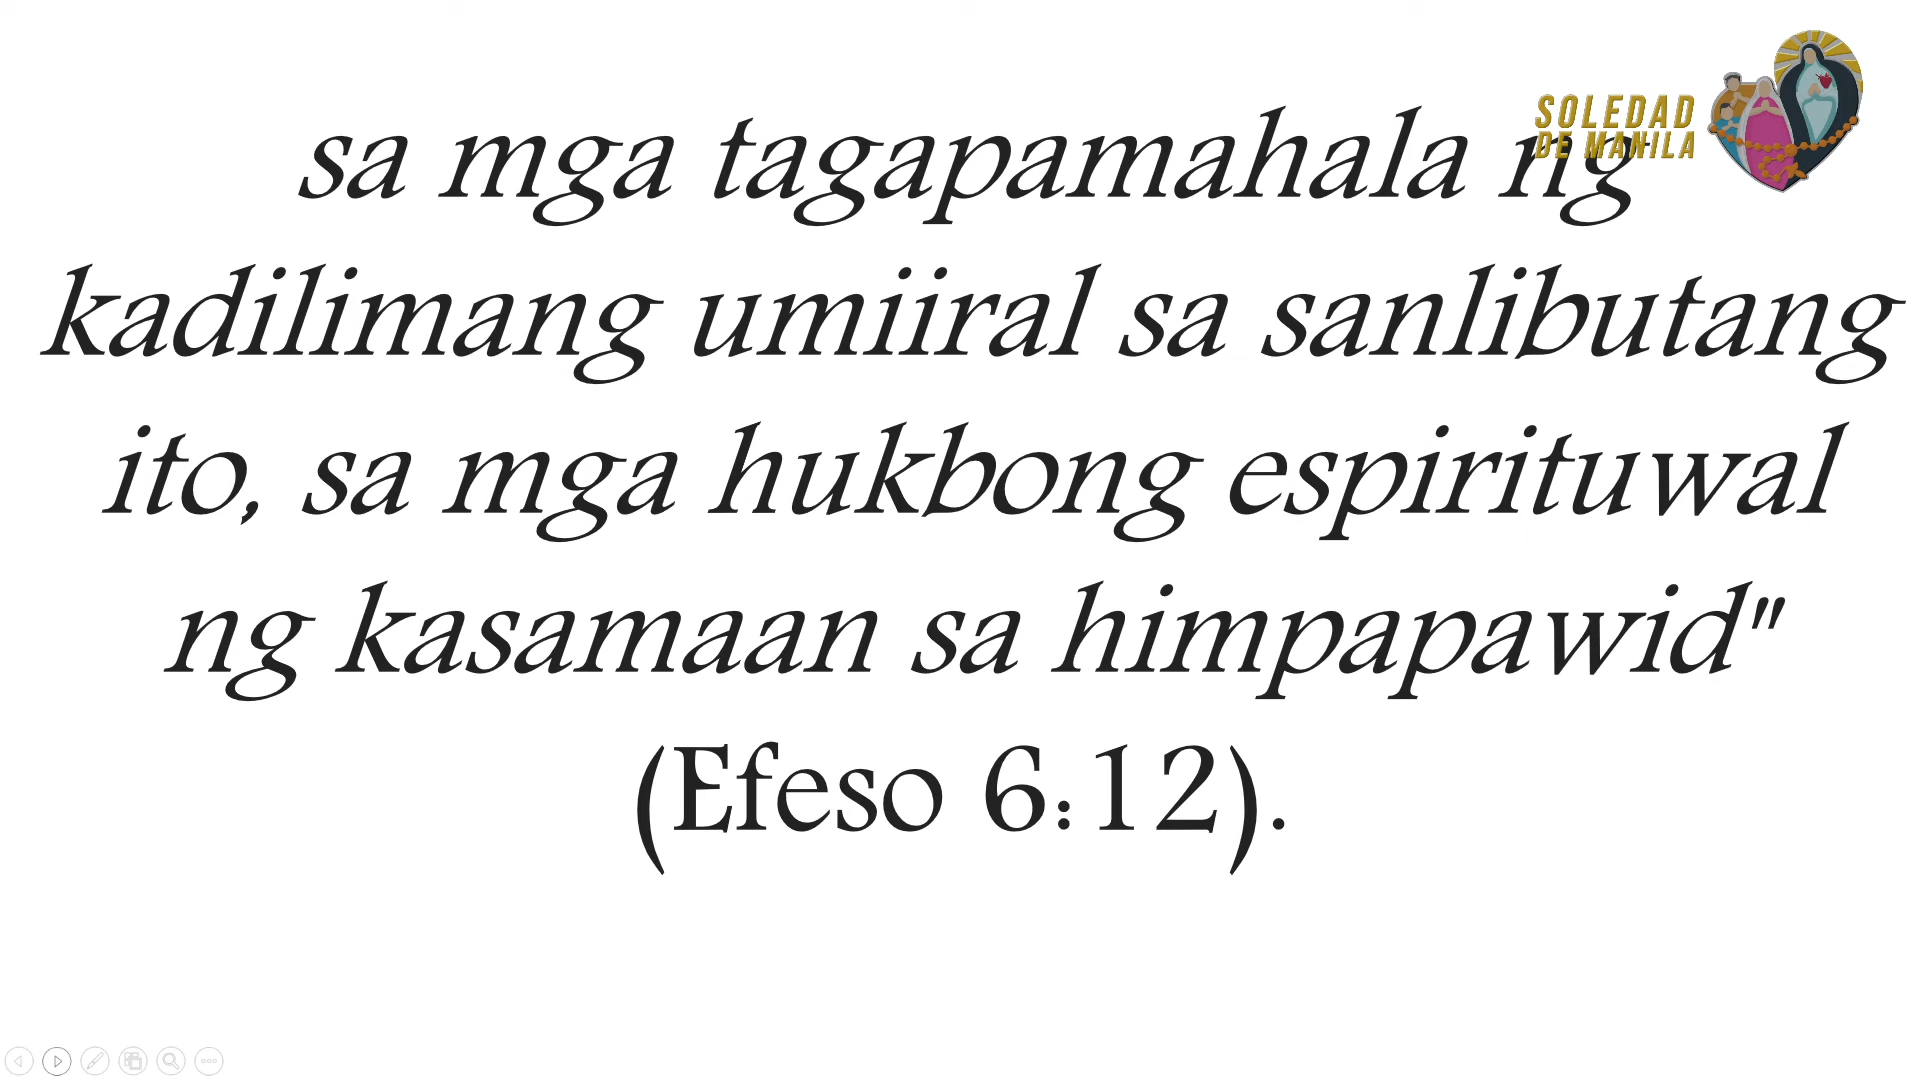 SOLEDAD
DE MANILA
sa mga tagapamahala ng
kadilimang umiiral sa sanlibutang
ito, sa mga hukbong espirituwal
ng kasamaan sa himpapawid"
(Efeso 6:12).